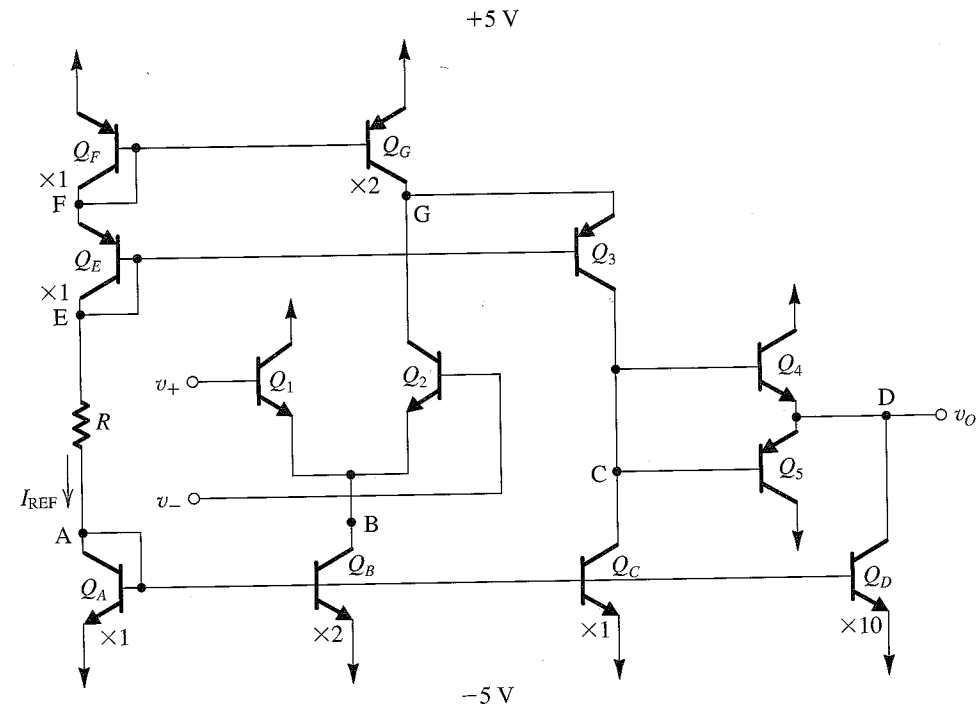 +5 V
Q_F
×1
F
Q_G
×2
G
Q_E
×1
E
Q_3
v_+
Q_1
Q_2
Q_4
D
v_O
R
C
Q_5
I_REF
v_−
A
B
Q_A
×1
Q_B
×2
Q_C
×1
Q_D
×10
−5 V